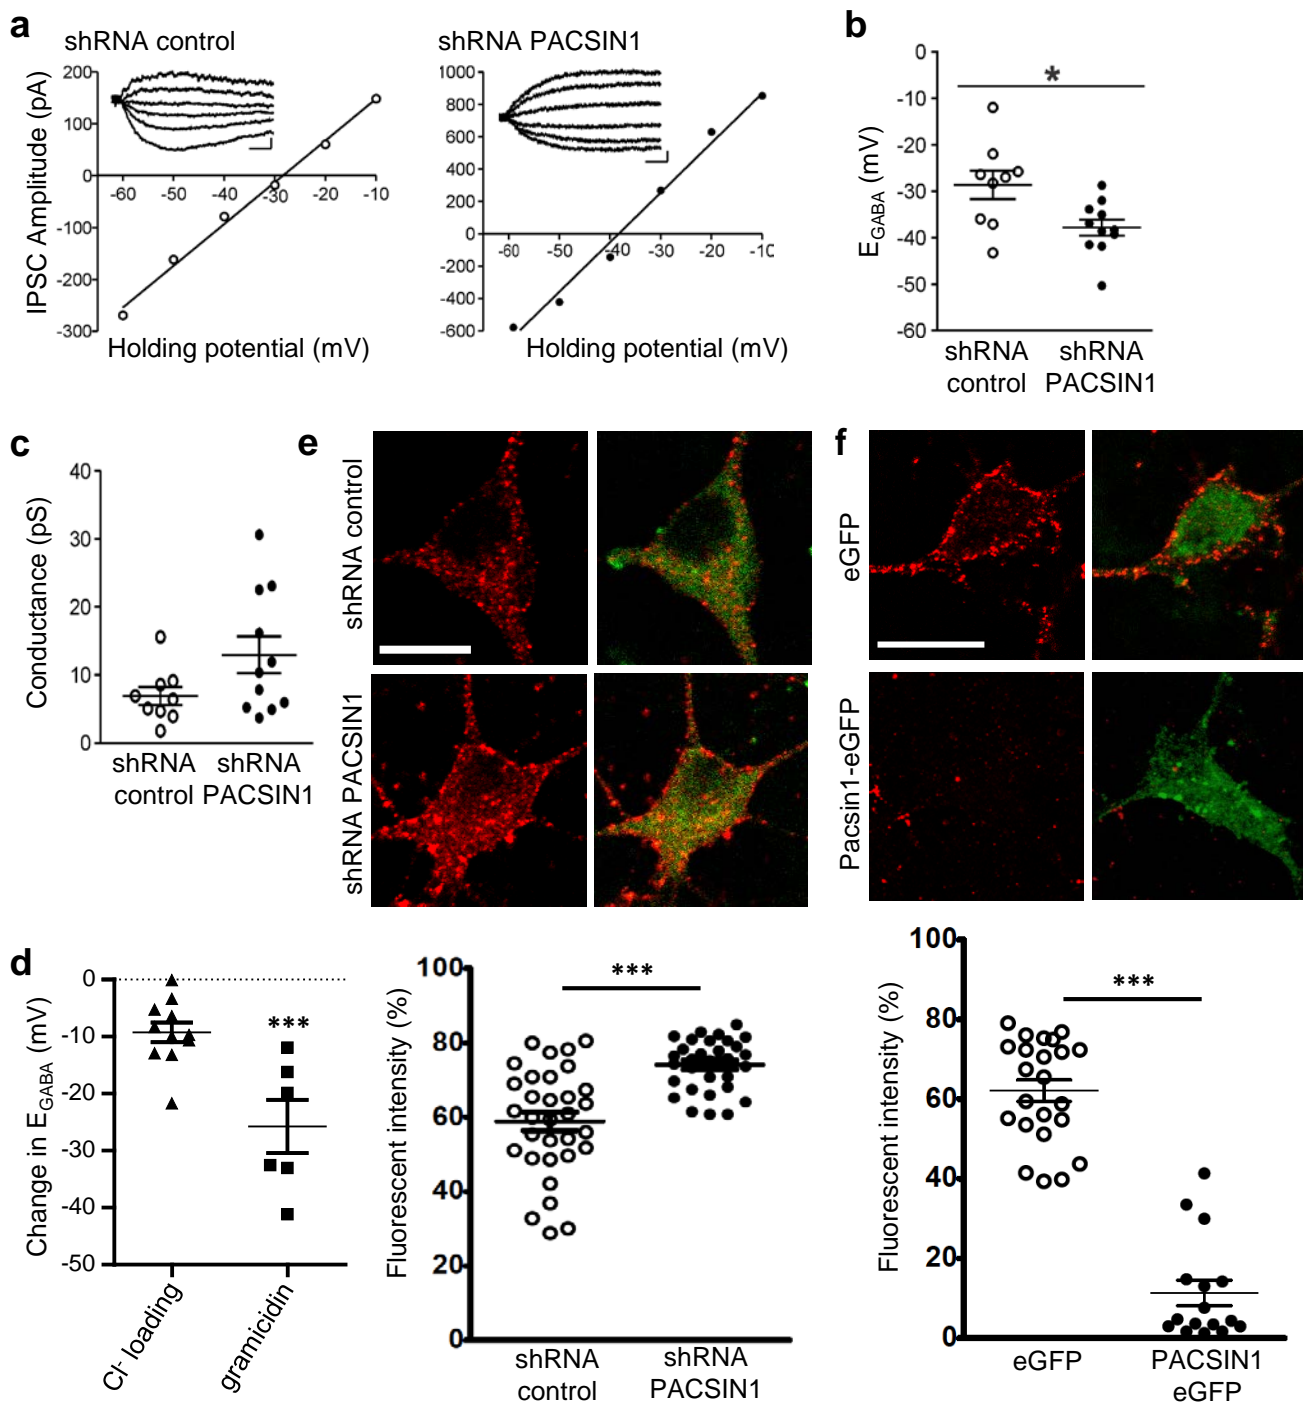 a
shRNA control
IPSC Amplitude (pA)
200
100
0
-100
-200
-300
-60 -50 -40 -30 -20 -10
Holding potential (mV)
shRNA PACSIN1
1000
800
600
400
200
0
-200
-400
-600
-60 -50 -40 -30 -20 -10
Holding potential (mV)
b
EGABA (mV)
0
-10
-20
-30
-40
-50
-60
*
shRNA control
shRNA PACSIN1
c
Conductance (pS)
40
30
20
10
0
shRNA control
shRNA PACSIN1
e
shRNA control
shRNA PACSIN1
f
eGFP
Pacsin1-eGFP
d
Change in EGABA (mV)
0
-10
-20
-30
-40
-50
***
Cl- loading
gramicidin
Fluorescent intensity (%)
100
80
60
40
20
0
***
shRNA control
shRNA PACSIN1
Fluorescent intensity (%)
100
80
60
40
20
0
***
eGFP
PACSIN1 eGFP